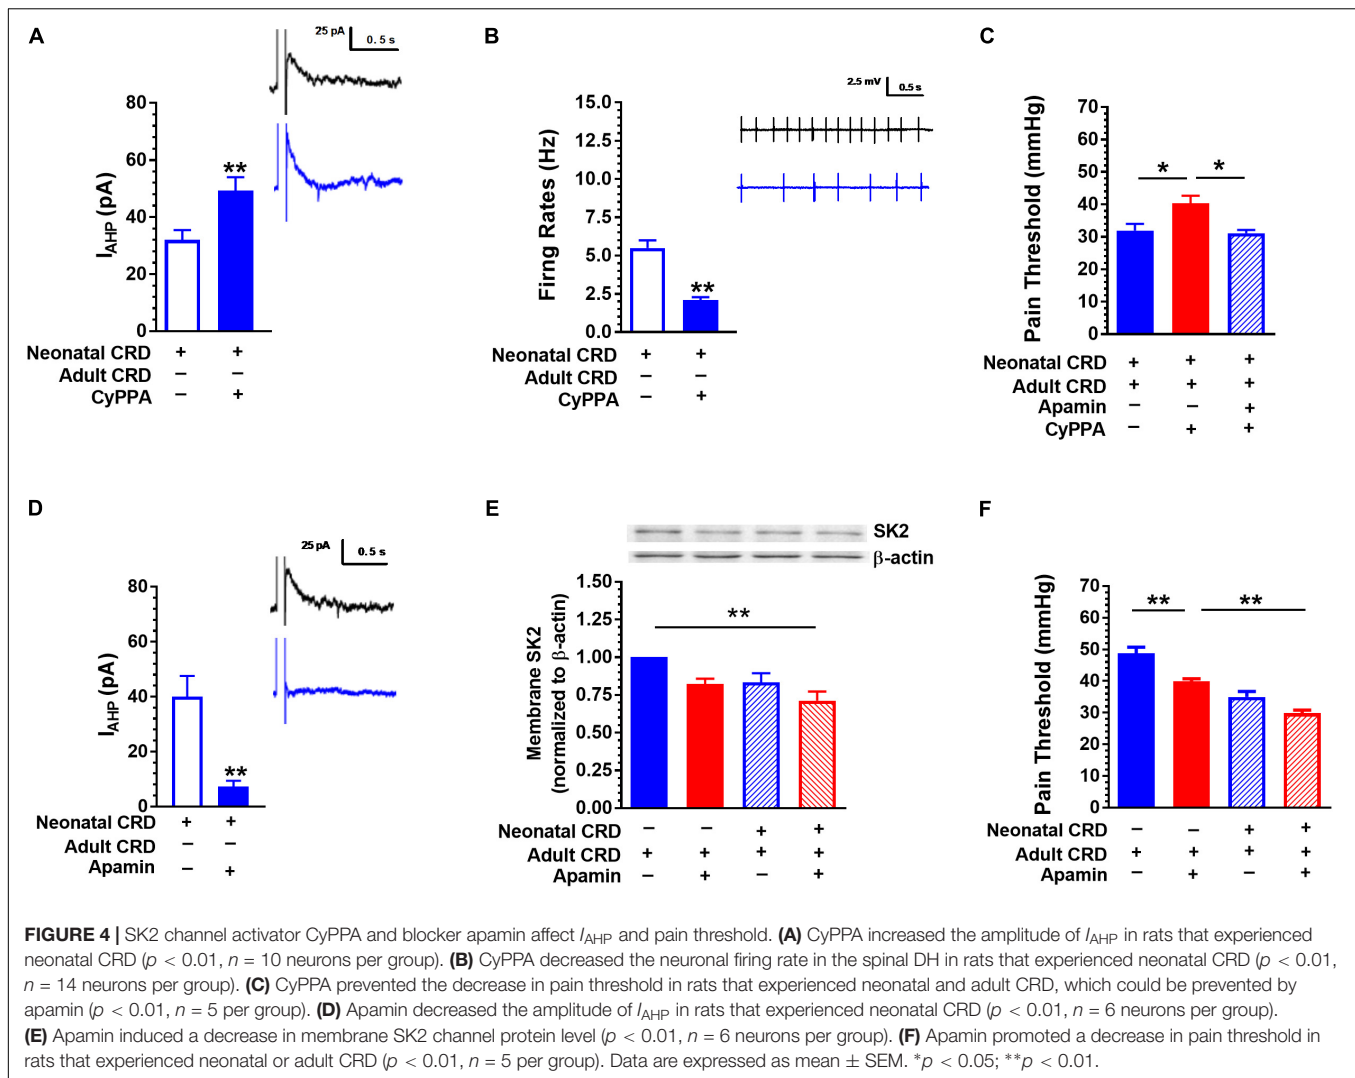 A
25 pA
0.5 s
80
60
40
20
0
I_AHP (pA)
**
Neonatal CRD + +
Adult CRD – –
CyPPA – +
B
2.5 mV
0.5 s
15.0
12.5
10.0
7.5
5.0
2.5
0.0
Firng Rates (Hz)
**
Neonatal CRD + +
Adult CRD – –
CyPPA – +
C
70
60
50
40
30
20
10
0
Pain Threshold (mmHg)
* *
Neonatal CRD + + +
Adult CRD + + +
Apamin – – +
CyPPA – + +
D
25 pA
0.5 s
80
60
40
20
0
I_AHP (pA)
**
Neonatal CRD + +
Adult CRD – –
Apamin – +
E
SK2
β-actin
1.50
1.25
1.00
0.75
0.50
0.25
0.00
Membrane SK2
(normalized to β-actin)
**
Neonatal CRD – – + +
Adult CRD + + + +
Apamin – + – +
F
70
60
50
40
30
20
10
0
Pain Threshold (mmHg)
** **
Neonatal CRD – – + +
Adult CRD + + + +
Apamin – + – +
FIGURE 4 | SK2 channel activator CyPPA and blocker apamin affect I_AHP and pain threshold. (A) CyPPA increased the amplitude of I_AHP in rats that experienced
neonatal CRD (p < 0.01, n = 10 neurons per group). (B) CyPPA decreased the neuronal firing rate in the spinal DH in rats that experienced neonatal CRD (p < 0.01,
n = 14 neurons per group). (C) CyPPA prevented the decrease in pain threshold in rats that experienced neonatal and adult CRD, which could be prevented by
apamin (p < 0.01, n = 5 per group). (D) Apamin decreased the amplitude of I_AHP in rats that experienced neonatal CRD (p < 0.01, n = 6 neurons per group).
(E) Apamin induced a decrease in membrane SK2 channel protein level (p < 0.01, n = 6 neurons per group). (F) Apamin promoted a decrease in pain threshold in
rats that experienced neonatal or adult CRD (p < 0.01, n = 5 per group). Data are expressed as mean ± SEM. *p < 0.05; **p < 0.01.